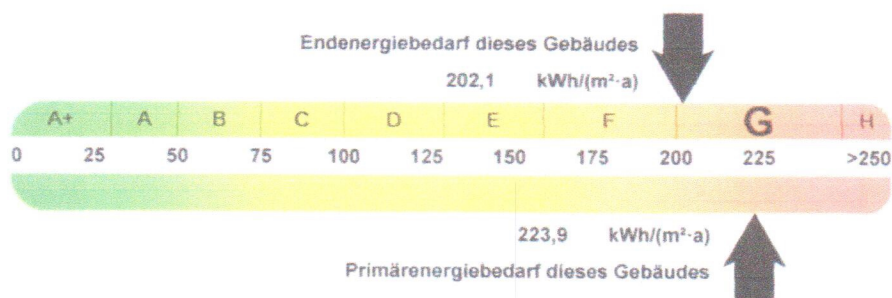 Endenergiebedarf dieses Gebäudes
202,1 kWh/(m²·a)
A+ A B C D E F G H
0 25 50 75 100 125 150 175 200 225 >250
223,9 kWh/(m²·a)
Primärenergiebedarf dieses Gebäudes